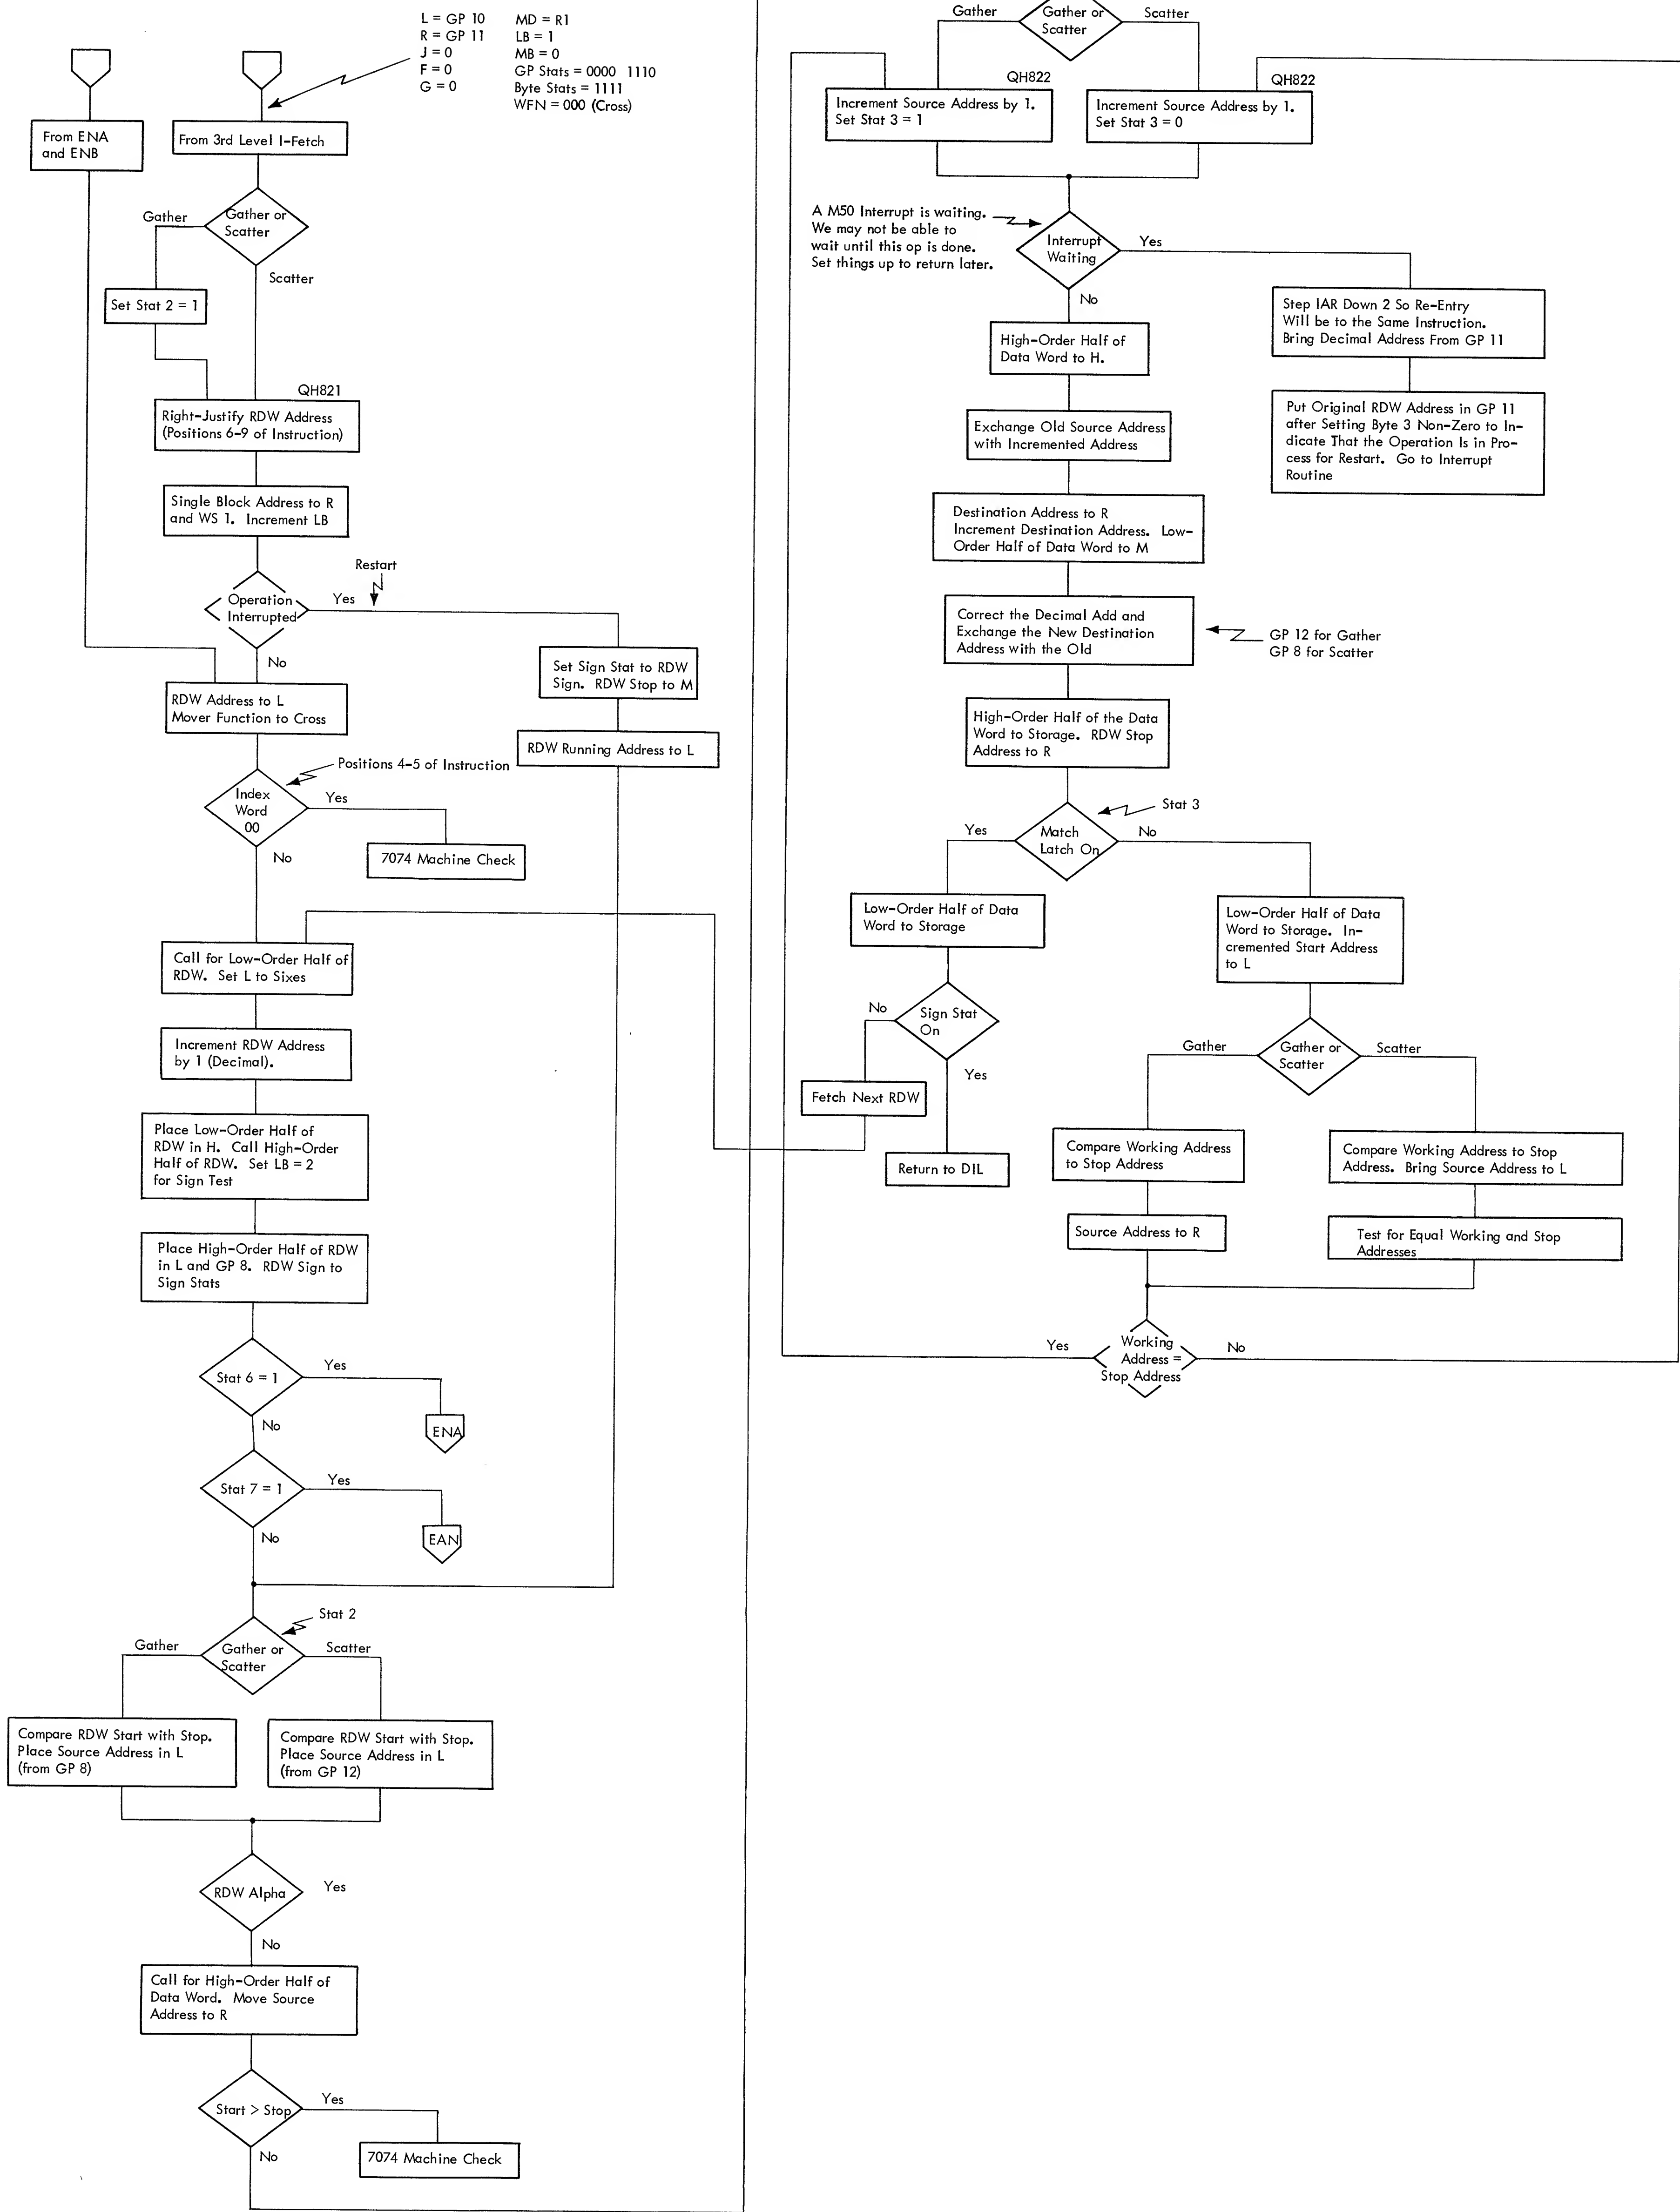 L = GP 10
R = GP 11
J = 0
F = 0
G = 0
MD = R1
LB = 1
MB = 0
GP Stats = 0000 1110
Byte Stats = 1111
WFN = 000 (Cross)
From ENA
and ENB
From 3rd Level I-Fetch
Gather
Gather or
Scatter
Scatter
Set Stat 2 = 1
QH821
Right-Justify RDW Address
(Positions 6-9 of Instruction)
Single Block Address to R
and WS 1. Increment LB
Restart
Operation
Interrupted
Yes
No
Set Sign Stat to RDW
Sign. RDW Stop to M
RDW Address to L
Mover Function to Cross
RDW Running Address to L
Positions 4-5 of Instruction
Index
Word
00
Yes
7074 Machine Check
No
Call for Low-Order Half of
RDW. Set L to Sixes
Increment RDW Address
by 1 (Decimal).
Place Low-Order Half of
RDW in H. Call High-Order
Half of RDW. Set LB = 2
for Sign Test
Place High-Order Half of RDW
in L and GP 8. RDW Sign to
Sign Stats
Stat 6 = 1
Yes
ENA
No
Stat 7 = 1
Yes
EAN
No
Stat 2
Gather
Gather or
Scatter
Scatter
Compare RDW Start with Stop.
Place Source Address in L
(from GP 8)
Compare RDW Start with Stop.
Place Source Address in L
(from GP 12)
RDW Alpha
Yes
No
Call for High-Order Half of
Data Word. Move Source
Address to R
Start > Stop
Yes
7074 Machine Check
No
Gather
Gather or
Scatter
Scatter
QH822
Increment Source Address by 1.
Set Stat 3 = 1
QH822
Increment Source Address by 1.
Set Stat 3 = 0
A M50 Interrupt is waiting.
We may not be able to
wait until this op is done.
Set things up to return later.
Interrupt
Waiting
Yes
No
Step IAR Down 2 So Re-Entry
Will be to the Same Instruction.
Bring Decimal Address From GP 11
High-Order Half of
Data Word to H.
Put Original RDW Address in GP 11
after Setting Byte 3 Non-Zero to In-
dicate That the Operation Is in Pro-
cess for Restart. Go to Interrupt
Routine
Exchange Old Source Address
with Incremented Address
Destination Address to R
Increment Destination Address. Low-
Order Half of Data Word to M
Correct the Decimal Add and
Exchange the New Destination
Address with the Old
GP 12 for Gather
GP 8 for Scatter
High-Order Half of the Data
Word to Storage. RDW Stop
Address to R
Stat 3
Yes
Match
Latch On
No
Low-Order Half of Data
Word to Storage
Low-Order Half of Data
Word to Storage. In-
cremented Start Address
to L
No
Sign Stat
On
Yes
Fetch Next RDW
Return to DIL
Gather
Gather or
Scatter
Scatter
Compare Working Address
to Stop Address
Compare Working Address to Stop
Address. Bring Source Address to L
Source Address to R
Test for Equal Working and Stop
Addresses
Yes
Working
Address =
Stop Address
No